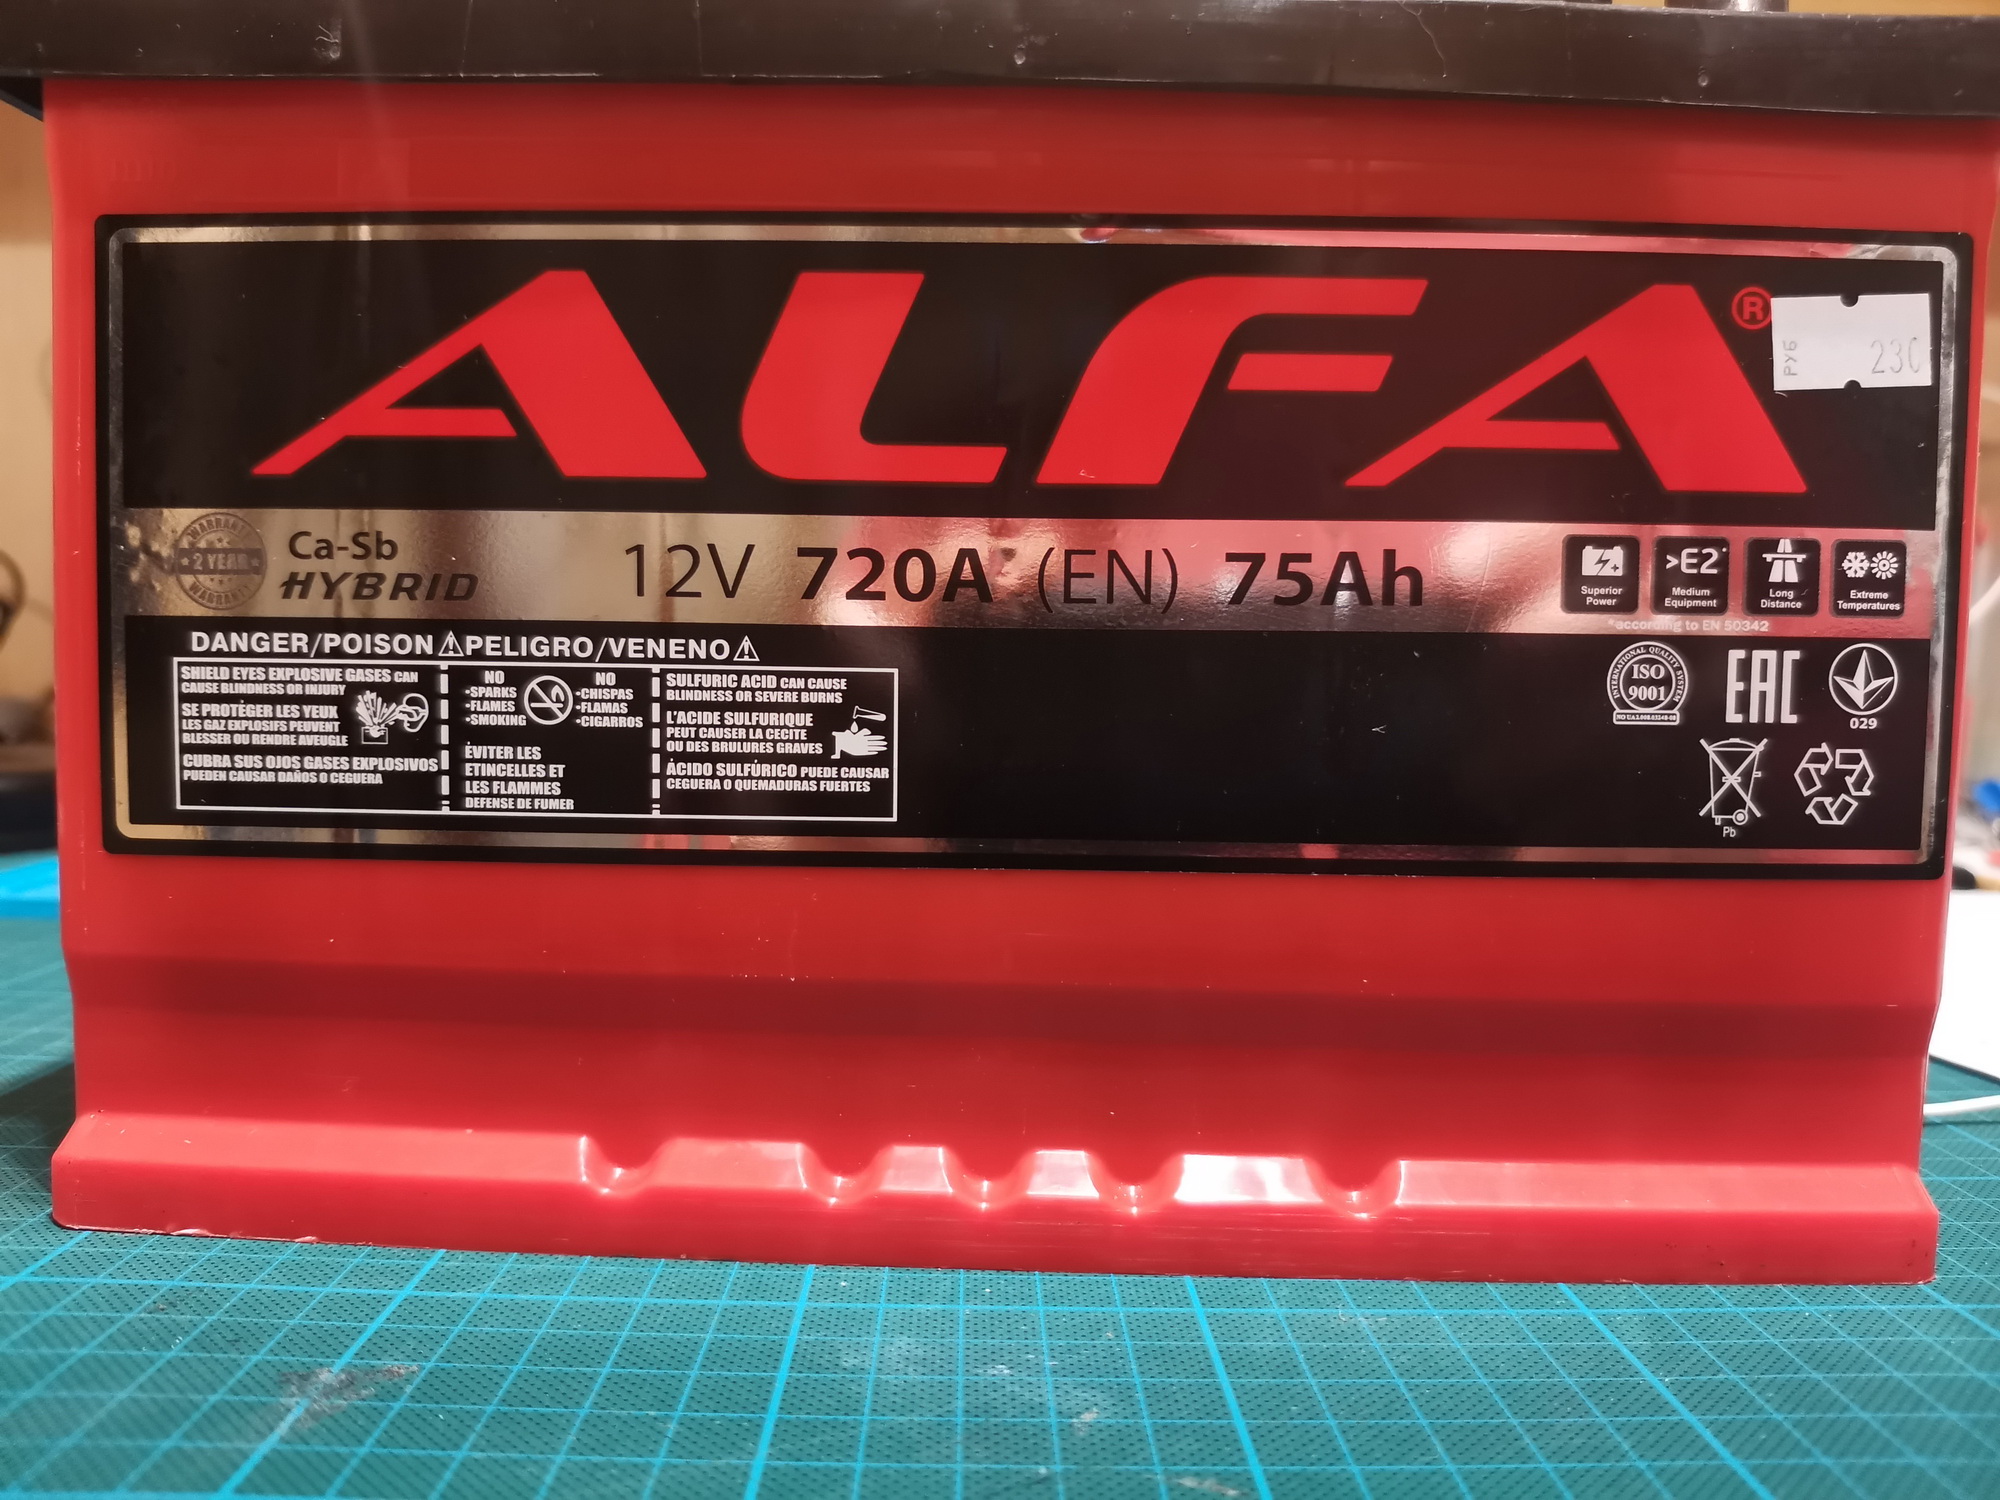 ALFA®
РУБ 230
WARRANTY
2 YEAR
WARRANTY
Ca-Sb
HYBRID
12V 720A (EN) 75Ah
Superior
Power
>E2*
Medium
Equipment
Long
Distance
Extreme
Temperatures
*according to EN 50342
DANGER/POISON ⚠PELIGRO/VENENO⚠
SHIELD EYES EXPLOSIVE GASES CAN
CAUSE BLINDNESS OR INJURY
SE PROTÉGER LES YEUX
LES GAZ EXPLOSIFS PEUVENT
BLESSER OU RENDRE AVEUGLE
CUBRA SUS OJOS GASES EXPLOSIVOS
PUEDEN CAUSAR DAÑOS O CEGUERA
NO
•SPARKS
•FLAMES
•SMOKING
NO
•CHISPAS
•FLAMAS
•CIGARROS
ÉVITER LES
ETINCELLES ET
LES FLAMMES
DEFENSE DE FUMER
SULFURIC ACID CAN CAUSE
BLINDNESS OR SEVERE BURNS
L'ACIDE SULFURIQUE
PEUT CAUSER LA CECITE
OU DES BRULURES GRAVES
ÁCIDO SULFÚRICO PUEDE CAUSAR
CEGUERA O QUEMADURAS FUERTES
INTERNATIONAL QUALITY SYSTEM
ISO
9001
EAC
029
Pb